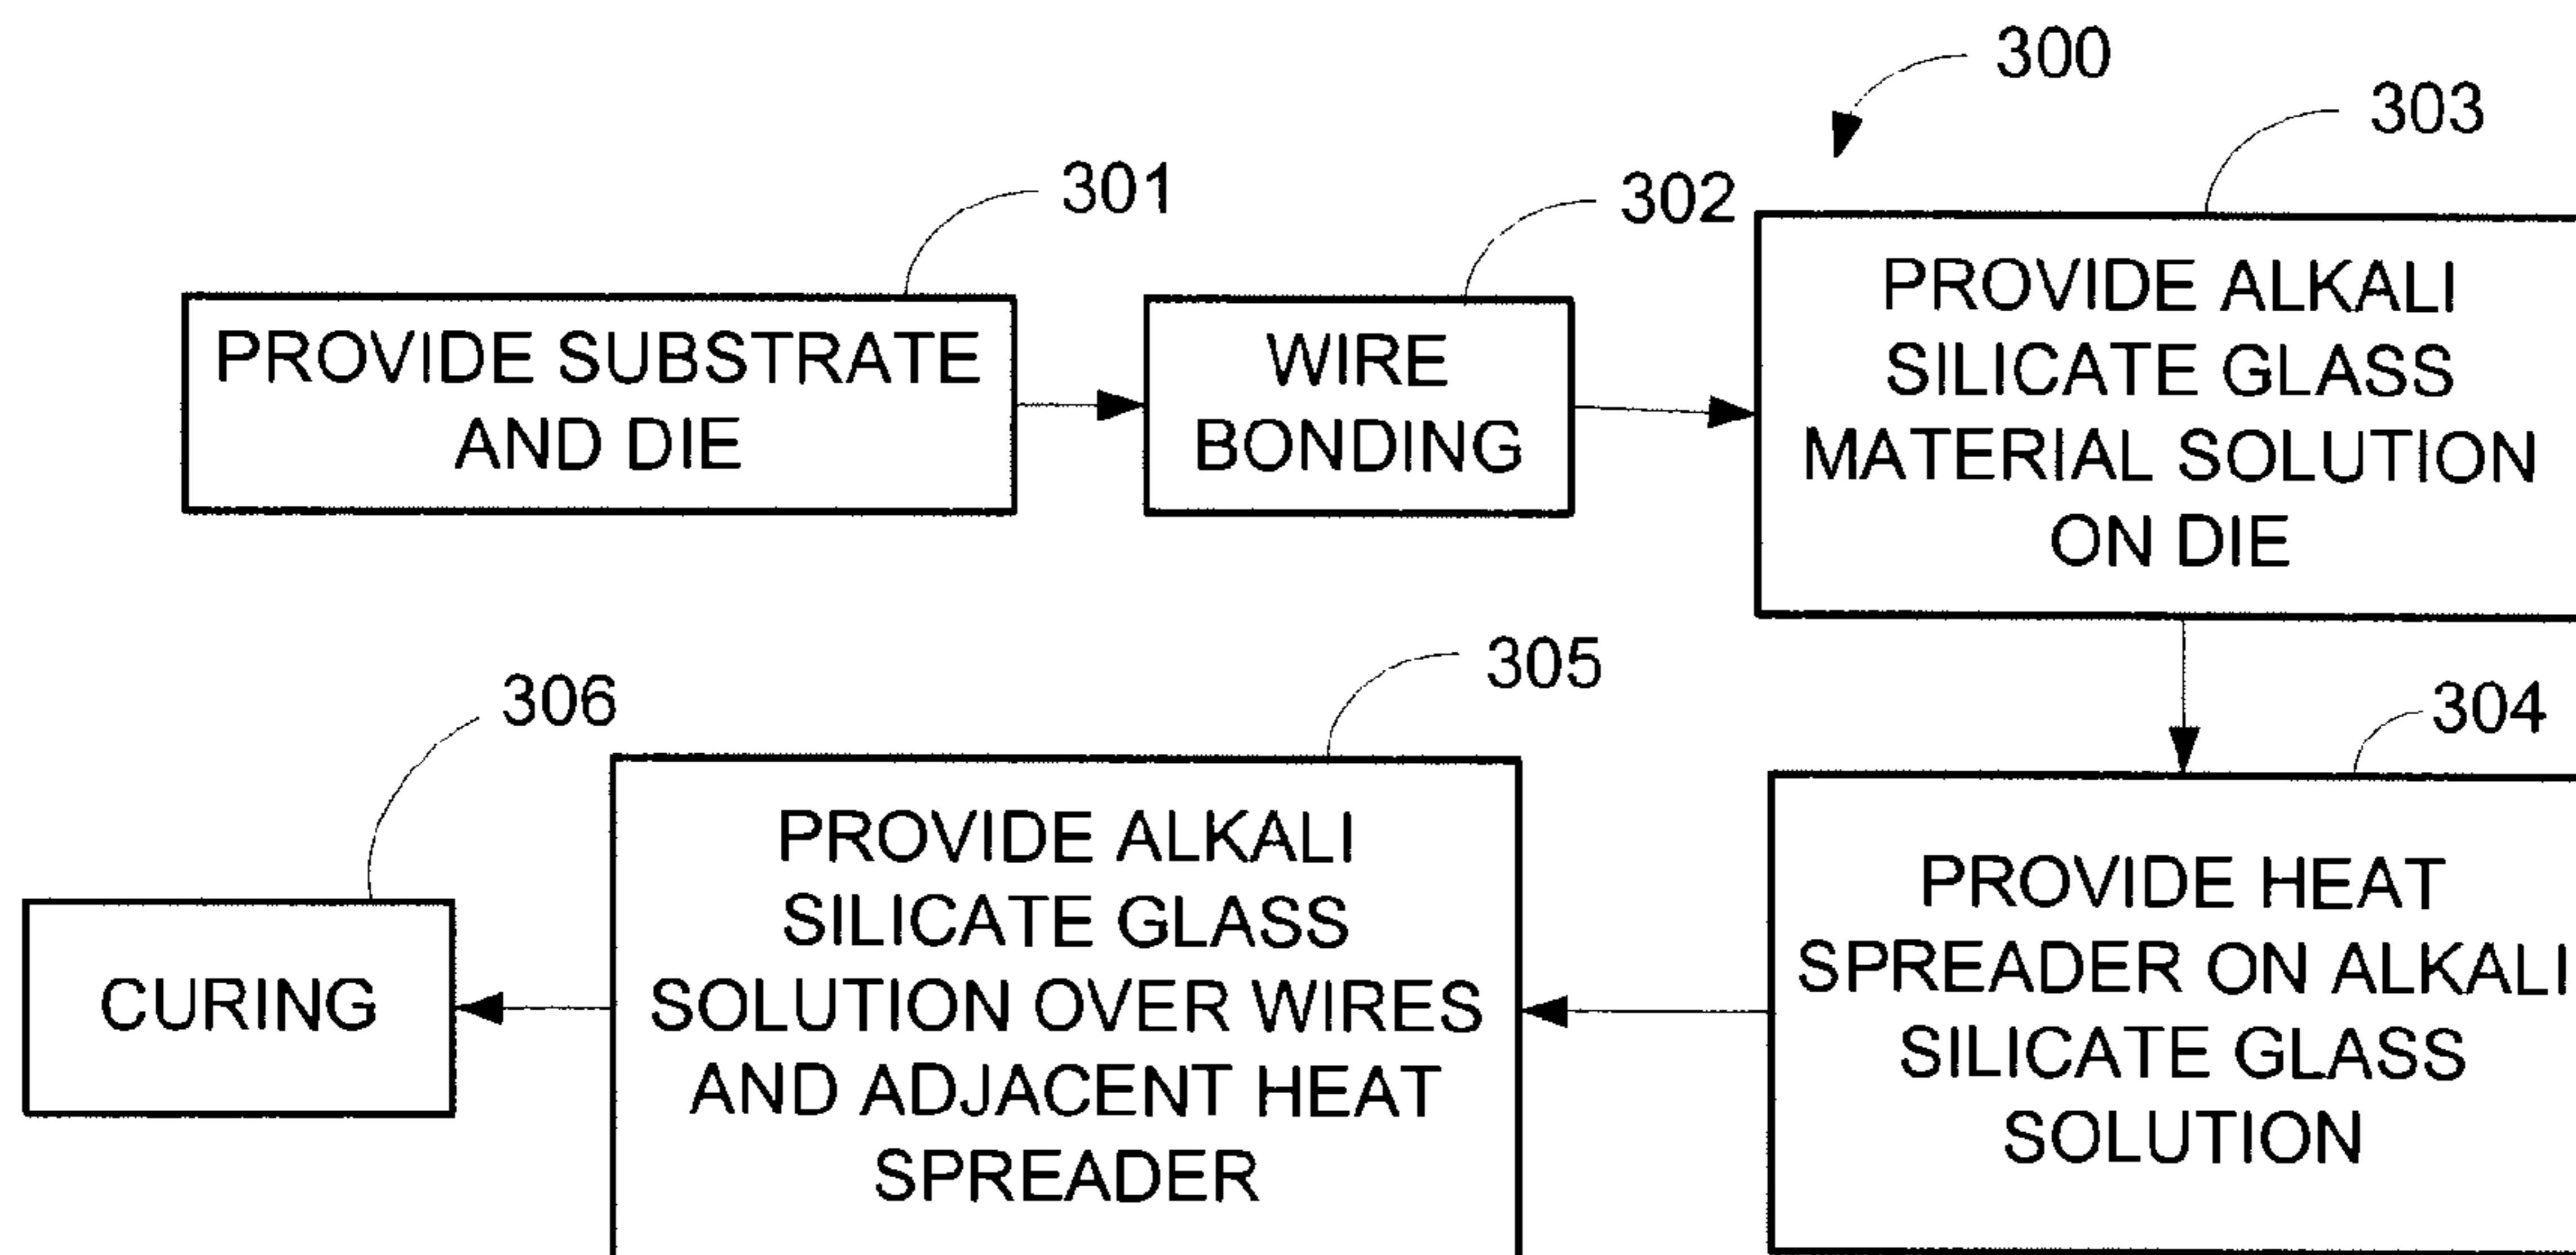 300
301
PROVIDE SUBSTRATE
AND DIE
302
WIRE
BONDING
303
PROVIDE ALKALI
SILICATE GLASS
MATERIAL SOLUTION
ON DIE
304
PROVIDE HEAT
SPREADER ON ALKALI
SILICATE GLASS
SOLUTION
305
PROVIDE ALKALI
SILICATE GLASS
SOLUTION OVER WIRES
AND ADJACENT HEAT
SPREADER
306
CURING